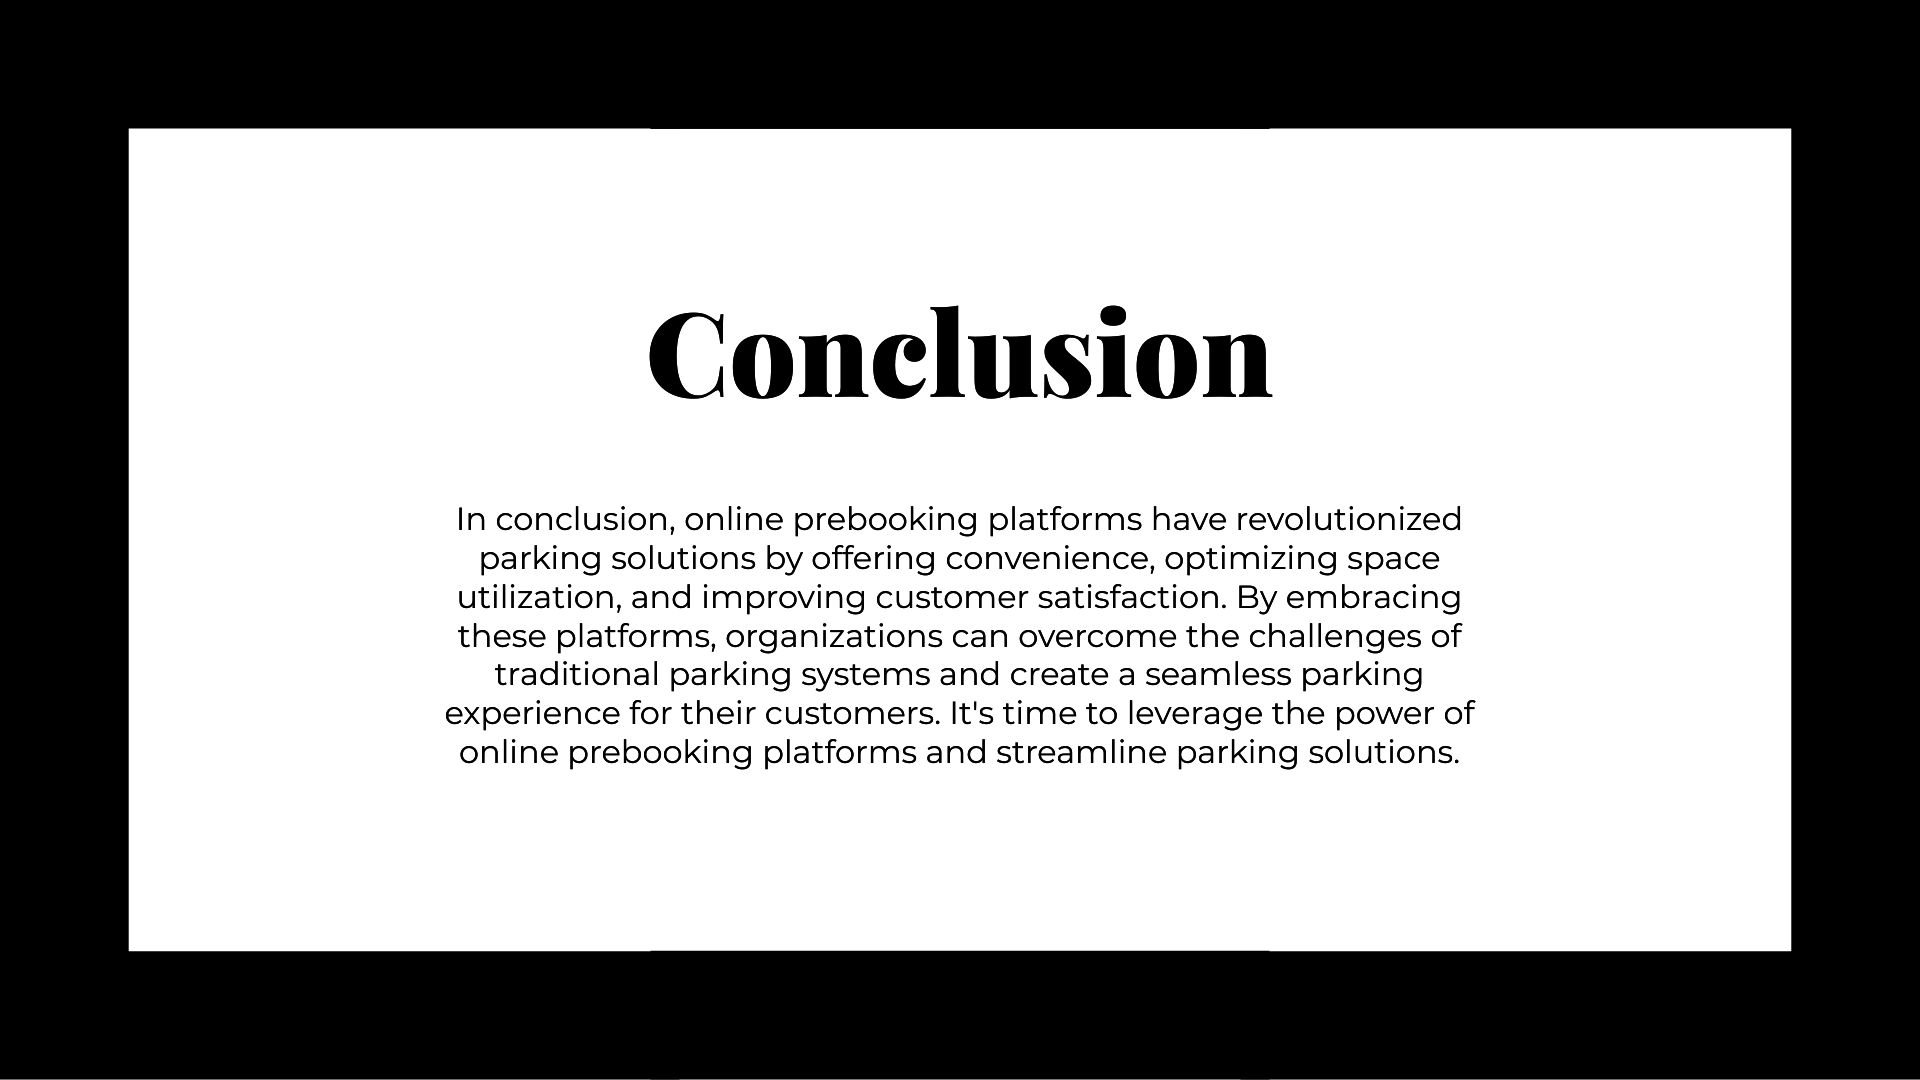 Conclusion
In conclusion, online prebooking platforms have revolutionized
parking solutions by offering convenience, optimizing space
utilization, and improving customer satisfaction. By embracing
these platforms, organizations can overcome the challenges of
traditional parking systems and create a seamless parking
experience for their customers. It's time to leverage the power of
online prebooking platforms and streamline parking solutions.